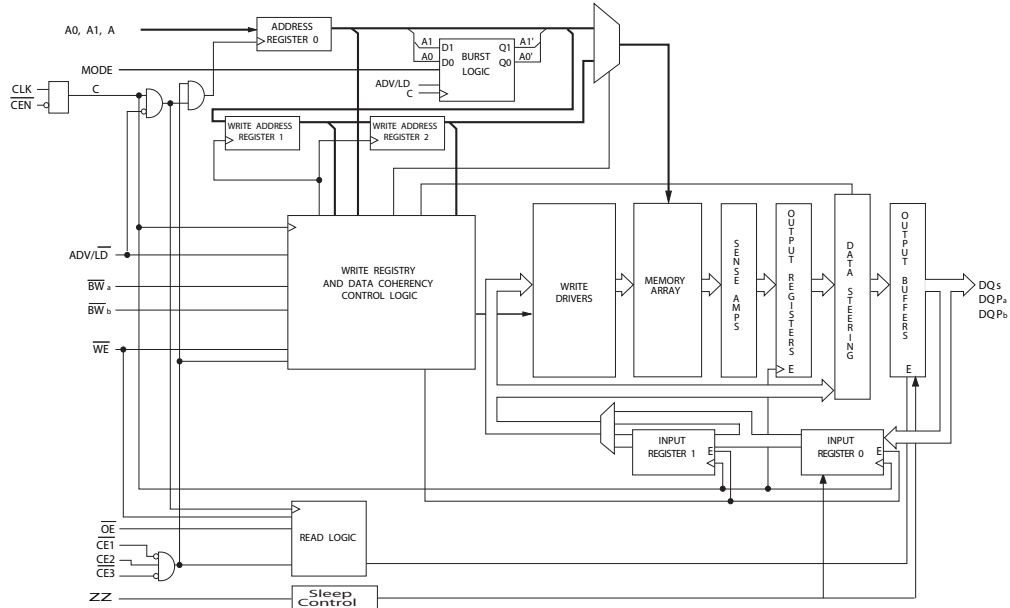 A0, A1, A
ADDRESS
REGISTER 0
A1
D1
Q1
A1'
A0
D0
Q0
A0'
BURST
LOGIC
MODE
ADV/LD
C
CLK
C
CEN
WRITE ADDRESS
REGISTER 1
WRITE ADDRESS
REGISTER 2
ADV/LD
BW a
BW b
WE
WRITE REGISTRY
AND DATA COHERENCY
CONTROL LOGIC
WRITE
DRIVERS
MEMORY
ARRAY
SENSE AMPS
OUTPUT REGISTERS
E
DATA STEERING
OUTPUT BUFFERS
E
DQs
DQPa
DQPb
INPUT
REGISTER 1
E
INPUT
REGISTER 0
E
OE
READ LOGIC
CE1
CE2
CE3
ZZ
Sleep
Control